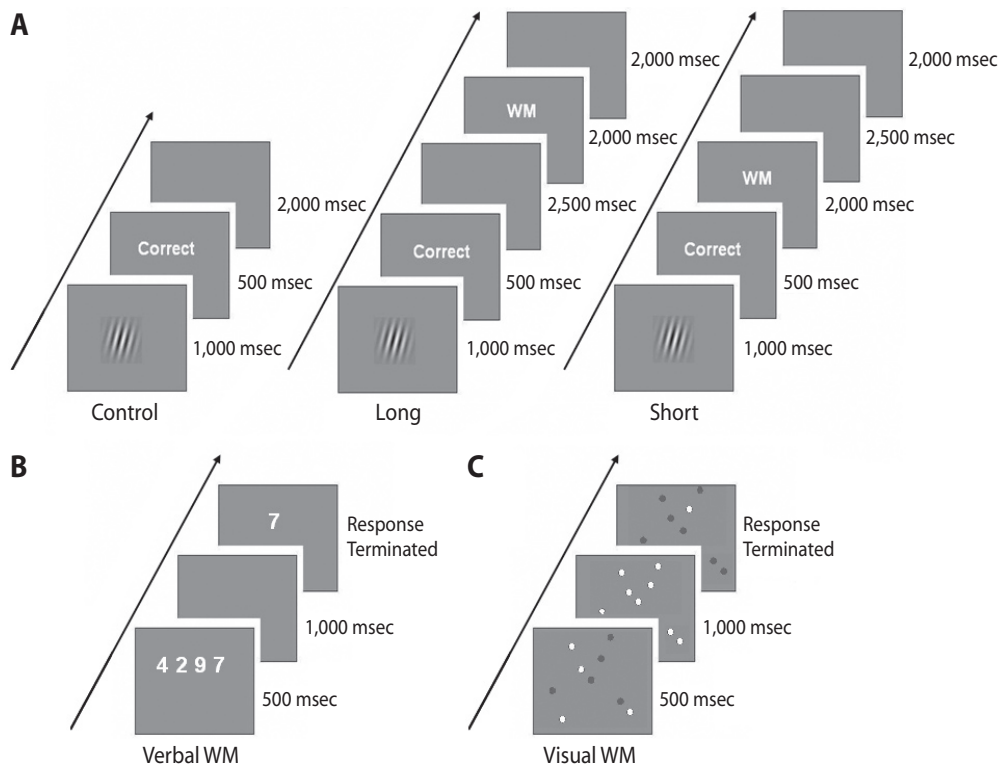 A
Correct
2,000 msec
500 msec
1,000 msec
Control
WM
Correct
2,000 msec
2,000 msec
2,500 msec
500 msec
1,000 msec
Long
WM
Correct
2,000 msec
2,500 msec
2,000 msec
500 msec
1,000 msec
Short
B
7
4 2 9 7
Response
Terminated
1,000 msec
500 msec
Verbal WM
C
Response
Terminated
1,000 msec
500 msec
Visual WM